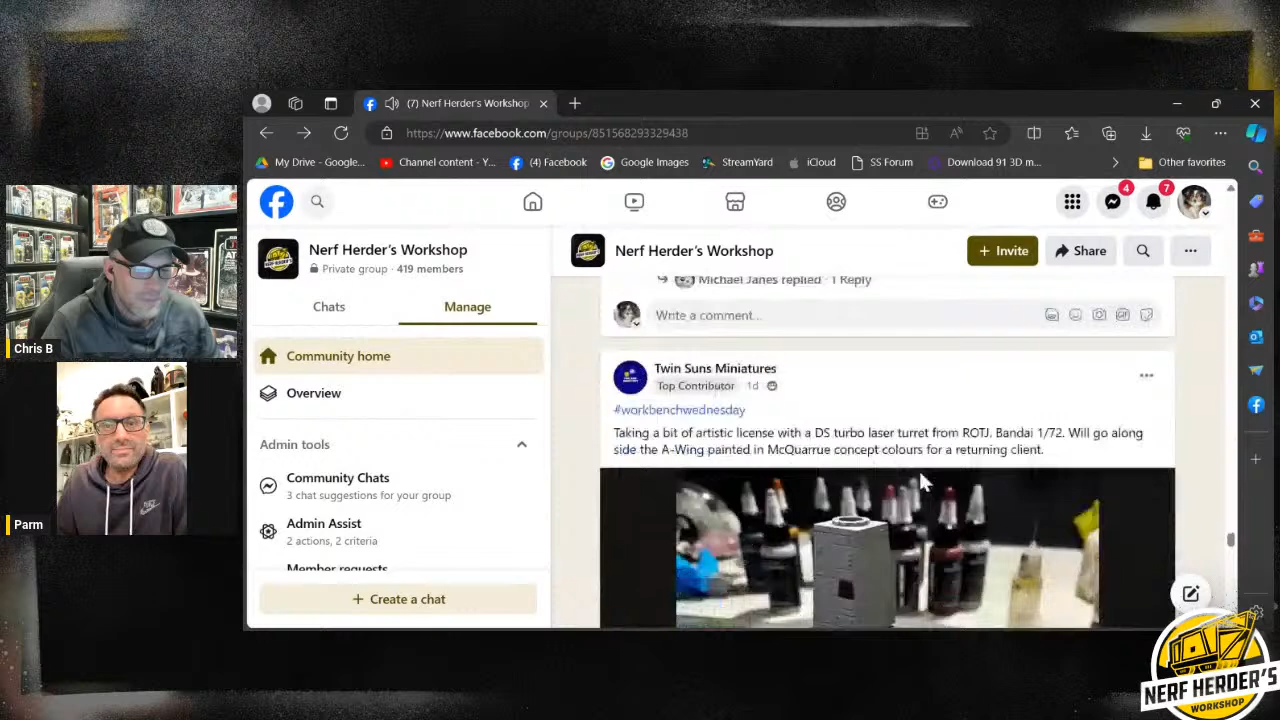 (7) Nerf Herder's Workshop
https://www.facebook.com/groups/851568293329438
My Drive - Google...
Channel content - Y...
(4) Facebook
Google Images
StreamYard
iCloud
SS Forum
Download 91 3D m...
Other favorites
4
7
Nerf Herder's Workshop
Private group · 419 members
Chats
Manage
Community home
Overview
Admin tools
Community Chats
3 chat suggestions for your group
Admin Assist
2 actions, 2 criteria
Member requests
+ Create a chat
Nerf Herder's Workshop
+ Invite
Share
Michael Janes replied · 1 Reply
Write a comment...
Twin Suns Miniatures
Top Contributor 1d
#workbenchwednesday
Taking a bit of artistic license with a DS turbo laser turret from ROTJ. Bandai 1/72. Will go along
side the A-Wing painted in McQuarrue concept colours for a returning client.
Chris B
Parm
NERF HERDER'S
WORKSHOP